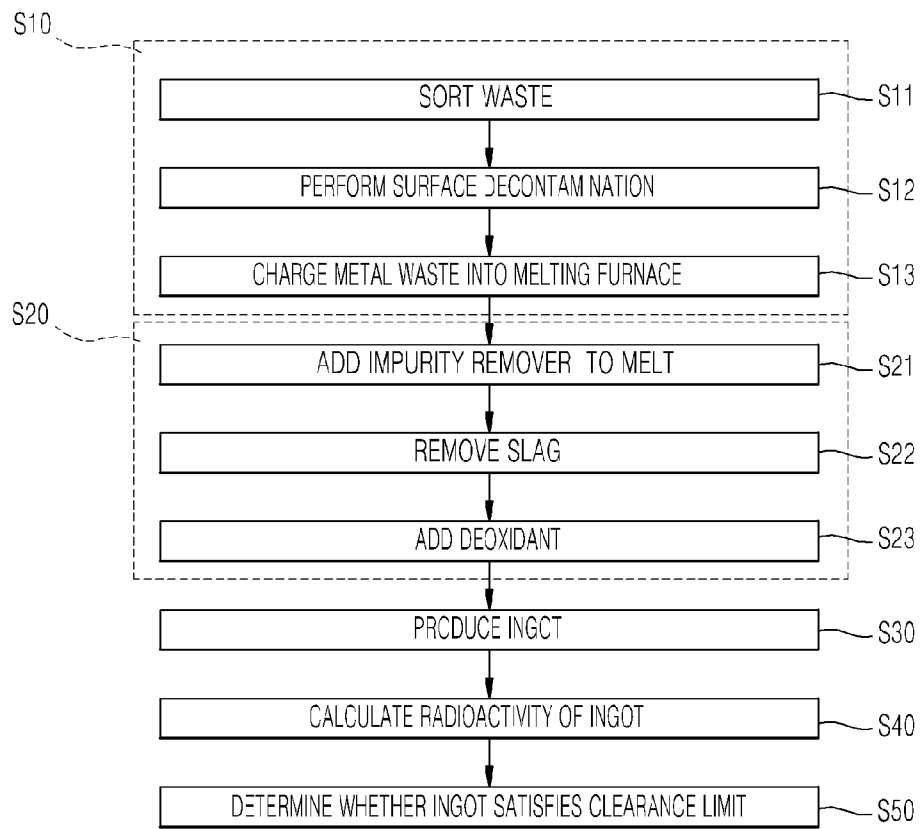 S10
SORT WASTE
S11
PERFORM SURFACE DECONTAMINATION
S12
CHARGE METAL WASTE INTO MELTING FURNACE
S13
S20
ADD IMPURITY REMOVER TO MELT
S21
REMOVE SLAG
S22
ADD DEOXIDANT
S23
PRODUCE INGOT
S30
CALCULATE RADIOACTIVITY OF INGOT
S40
DETERMINE WHETHER INGOT SATISFIES CLEARANCE LIMIT
S50